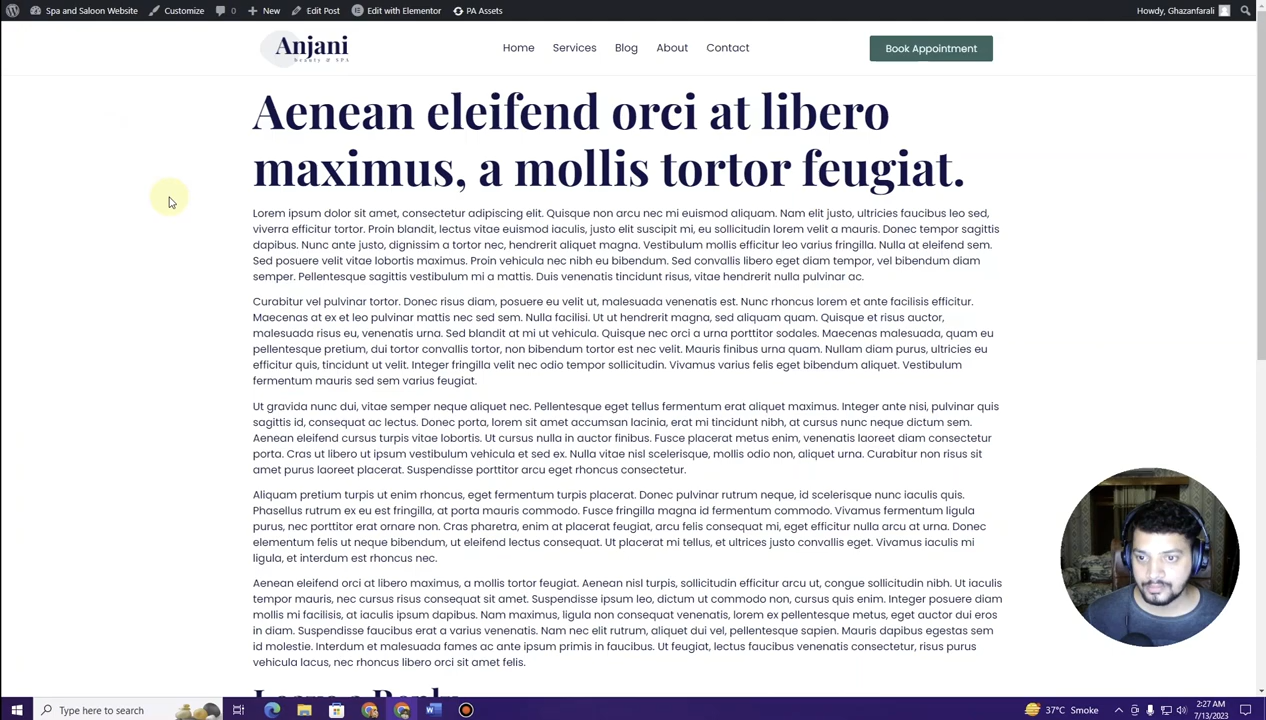 Spa and Saloon Website Customize 0 New Edit Post Edit with Elementor PA Assets Howdy, Ghazanfarali
Anjani
beauty & SPA
Home Services Blog About Contact
Book Appointment
Aenean eleifend orci at libero
maximus, a mollis tortor feugiat.
Lorem ipsum dolor sit amet, consectetur adipiscing elit. Quisque non arcu nec mi euismod aliquam. Nam elit justo, ultricies faucibus leo sed,
viverra efficitur tortor. Proin blandit, lectus vitae euismod iaculis, justo elit suscipit mi, eu sollicitudin lorem velit a mauris. Donec tempor sagittis
dapibus. Nunc ante justo, dignissim a tortor nec, hendrerit aliquet magna. Vestibulum mollis efficitur leo varius fringilla. Nulla at eleifend sem.
Sed posuere velit vitae lobortis maximus. Proin vehicula nec nibh eu bibendum. Sed convallis libero eget diam tempor, vel bibendum diam
semper. Pellentesque sagittis vestibulum mi a mattis. Duis venenatis tincidunt risus, vitae hendrerit nulla pulvinar ac.
Curabitur vel pulvinar tortor. Donec risus diam, posuere eu velit ut, malesuada venenatis est. Nunc rhoncus lorem et ante facilisis efficitur.
Maecenas at ex et leo pulvinar mattis nec sed sem. Nulla facilisi. Ut ut hendrerit magna, sed aliquam quam. Quisque et risus auctor,
malesuada risus eu, venenatis urna. Sed blandit at mi ut vehicula. Quisque nec orci a urna porttitor sodales. Maecenas malesuada, quam eu
pellentesque pretium, dui tortor convallis tortor, non bibendum tortor est nec velit. Mauris finibus urna quam. Nullam diam purus, ultricies eu
efficitur quis, tincidunt ut velit. Integer fringilla velit nec odio tempor sollicitudin. Vivamus varius felis eget bibendum aliquet. Vestibulum
fermentum mauris sed sem varius feugiat.
Ut gravida nunc dui, vitae semper neque aliquet nec. Pellentesque eget tellus fermentum erat aliquet maximus. Integer ante nisi, pulvinar quis
sagittis id, consequat ac lectus. Donec porta, lorem sit amet accumsan lacinia, erat mi tincidunt nibh, at cursus nunc neque dictum sem.
Aenean eleifend cursus turpis vitae lobortis. Ut cursus nulla in auctor finibus. Fusce placerat metus enim, venenatis laoreet diam consectetur
porta. Cras ut libero ut ipsum vestibulum vehicula et sed ex. Nulla vitae nisl scelerisque, mollis odio non, aliquet urna. Curabitur non risus sit
amet purus laoreet placerat. Suspendisse porttitor arcu eget rhoncus consectetur.
Aliquam pretium turpis ut enim rhoncus, eget fermentum turpis placerat. Donec pulvinar rutrum neque, id scelerisque nunc iaculis quis.
Phasellus rutrum ex eu est fringilla, at porta mauris commodo. Fusce fringilla magna id fermentum commodo. Vivamus fermentum ligula
purus, nec porttitor erat ornare non. Cras pharetra, enim at placerat feugiat, arcu felis consequat mi, eget efficitur nulla arcu at urna. Donec
elementum felis ut neque bibendum, ut eleifend lectus consequat. Ut placerat mi tellus, et ultrices justo convallis eget. Vivamus iaculis mi
ligula, et interdum est rhoncus nec.
Aenean eleifend orci at libero maximus, a mollis tortor feugiat. Aenean nisl turpis, sollicitudin efficitur arcu ut, congue sollicitudin nibh. Ut iaculis
tempor mauris, nec cursus risus consequat sit amet. Suspendisse ipsum leo, dictum ut commodo non, cursus quis enim. Integer posuere diam
mollis mi facilisis, at iaculis ipsum dapibus. Nam maximus, ligula non consequat venenatis, lorem ex pellentesque metus, eget auctor dui eros
in diam. Suspendisse faucibus erat a varius venenatis. Nam nec elit rutrum, aliquet dui vel, pellentesque sapien. Mauris dapibus egestas sem
id molestie. Interdum et malesuada fames ac ante ipsum primis in faucibus. Ut feugiat, lectus faucibus venenatis consectetur, risus purus
vehicula lacus, nec rhoncus libero orci sit amet felis.
Leave a Reply
Type here to search
37°C Smoke
2:27 AM
7/13/2023